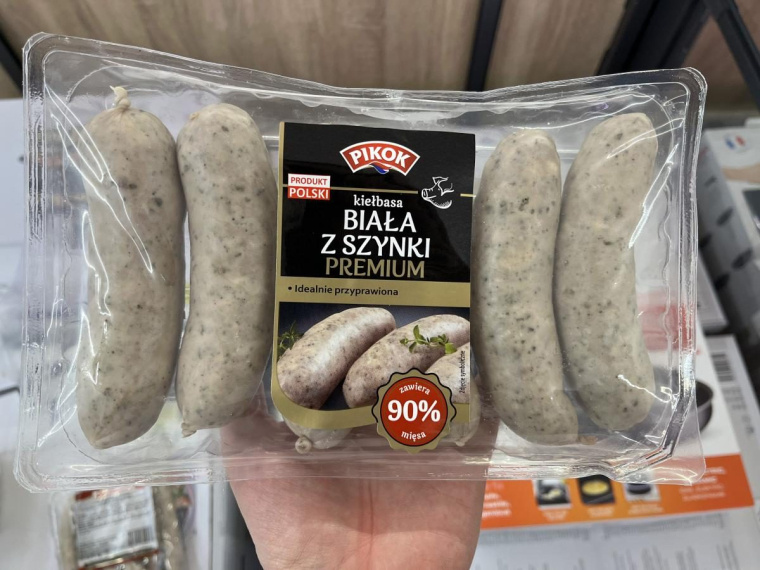 PIKOK
PRODUKT
POLSKI
kiełbasa
BIAŁA
Z SZYNKI
PREMIUM
• Idealnie przyprawiona
zawiera
90%
mięsa